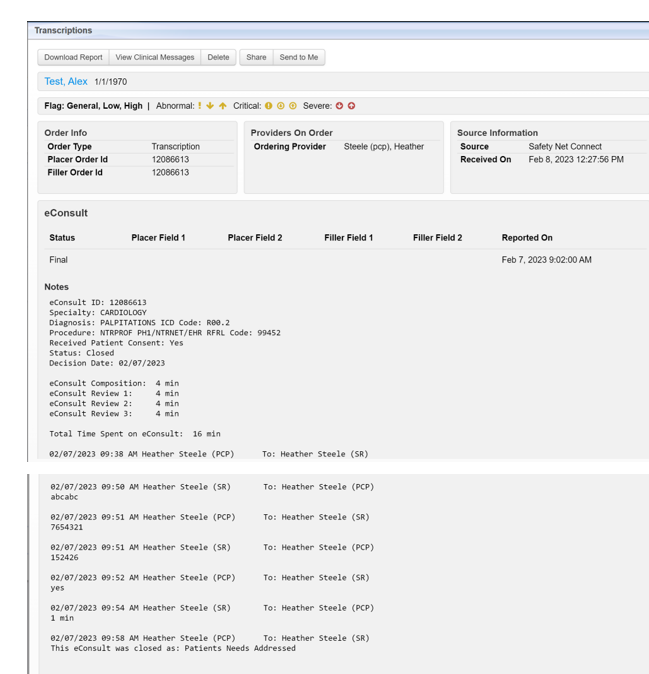 Transcriptions
Download Report View Clinical Messages Delete Share Send to Me
Test, Alex 1/1/1970
Flag: General, Low, High | Abnormal: ! Critical: Severe:
Order Info
Order Type Transcription
Placer Order Id 12086613
Filler Order Id 12086613
Providers On Order
Ordering Provider Steele (pcp), Heather
Source Information
Source Safety Net Connect
Received On Feb 8, 2023 12:27:56 PM
eConsult
Status Placer Field 1 Placer Field 2 Filler Field 1 Filler Field 2 Reported On
Final Feb 7, 2023 9:02:00 AM
Notes
eConsult ID: 12086613
Specialty: CARDIOLOGY
Diagnosis: PALPITATIONS ICD Code: R00.2
Procedure: NTRPROF PH1/NTRNET/EHR RFRL Code: 99452
Received Patient Consent: Yes
Status: Closed
Decision Date: 02/07/2023
eConsult Composition: 4 min
eConsult Review 1: 4 min
eConsult Review 2: 4 min
eConsult Review 3: 4 min
Total Time Spent on eConsult: 16 min
02/07/2023 09:38 AM Heather Steele (PCP) To: Heather Steele (SR)
02/07/2023 09:50 AM Heather Steele (SR) To: Heather Steele (PCP)
abcabc
02/07/2023 09:51 AM Heather Steele (PCP) To: Heather Steele (SR)
7654321
02/07/2023 09:51 AM Heather Steele (SR) To: Heather Steele (PCP)
152426
02/07/2023 09:52 AM Heather Steele (PCP) To: Heather Steele (SR)
yes
02/07/2023 09:54 AM Heather Steele (SR) To: Heather Steele (PCP)
1 min
02/07/2023 09:58 AM Heather Steele (PCP) To: Heather Steele (SR)
This eConsult was closed as: Patients Needs Addressed